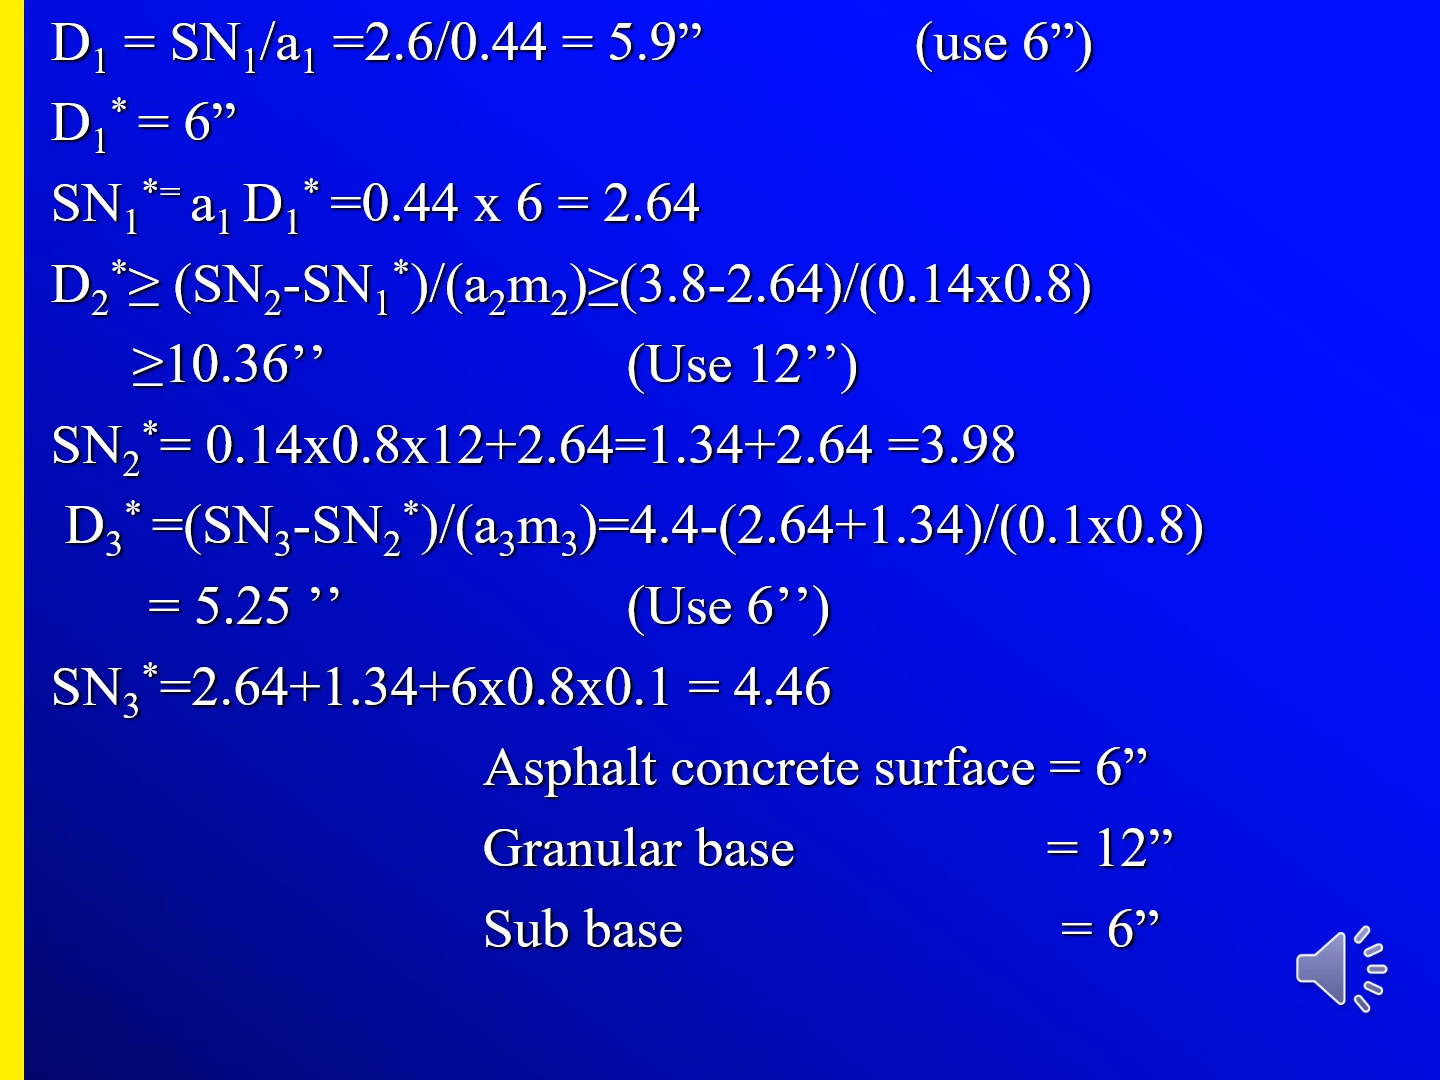 D₁ = SN₁/a₁ =2.6/0.44 = 5.9” (use 6”)
D₁* = 6”
SN₁*= a₁ D₁* =0.44 x 6 = 2.64
D₂*≥ (SN₂-SN₁*)/(a₂m₂)≥(3.8-2.64)/(0.14x0.8)
≥10.36’’ (Use 12’’)
SN₂*= 0.14x0.8x12+2.64=1.34+2.64 =3.98
D₃* =(SN₃-SN₂*)/(a₃m₃)=4.4-(2.64+1.34)/(0.1x0.8)
= 5.25 ’’ (Use 6’’)
SN₃*=2.64+1.34+6x0.8x0.1 = 4.46
Asphalt concrete surface = 6”
Granular base = 12”
Sub base = 6”